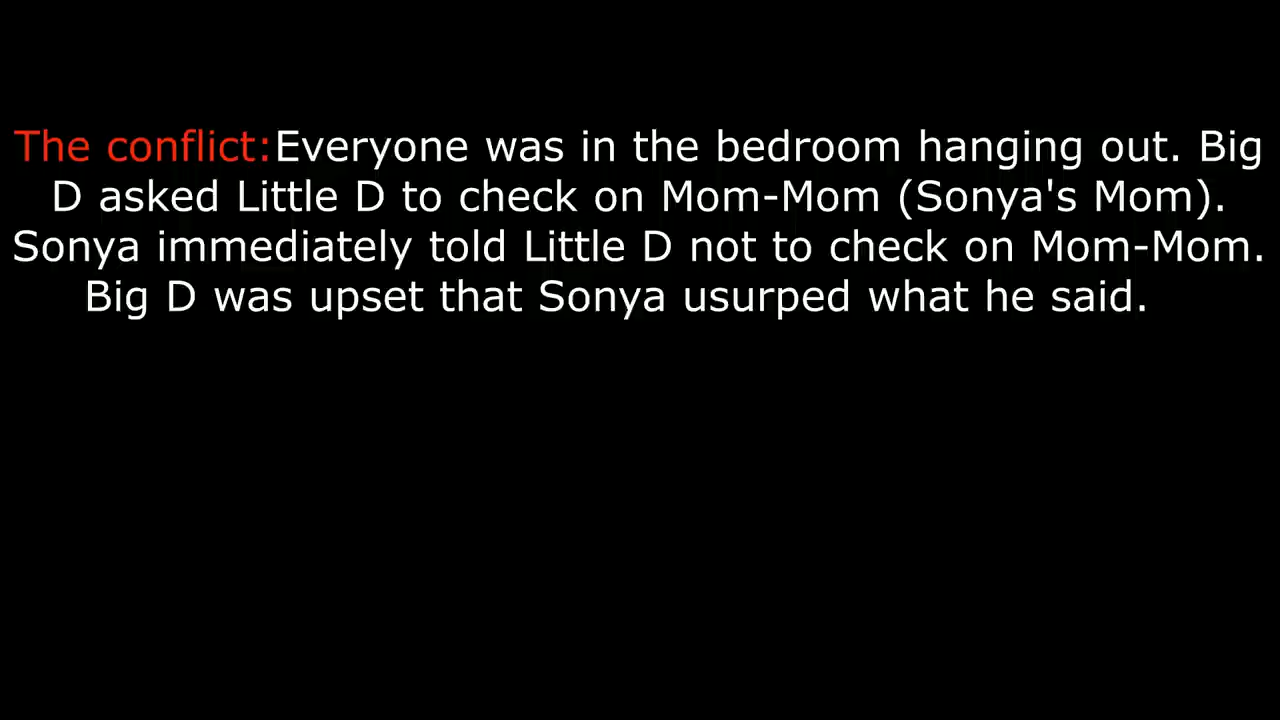 The conflict:Everyone was in the bedroom hanging out. Big
D asked Little D to check on Mom-Mom (Sonya's Mom).
Sonya immediately told Little D not to check on Mom-Mom.
Big D was upset that Sonya usurped what he said.